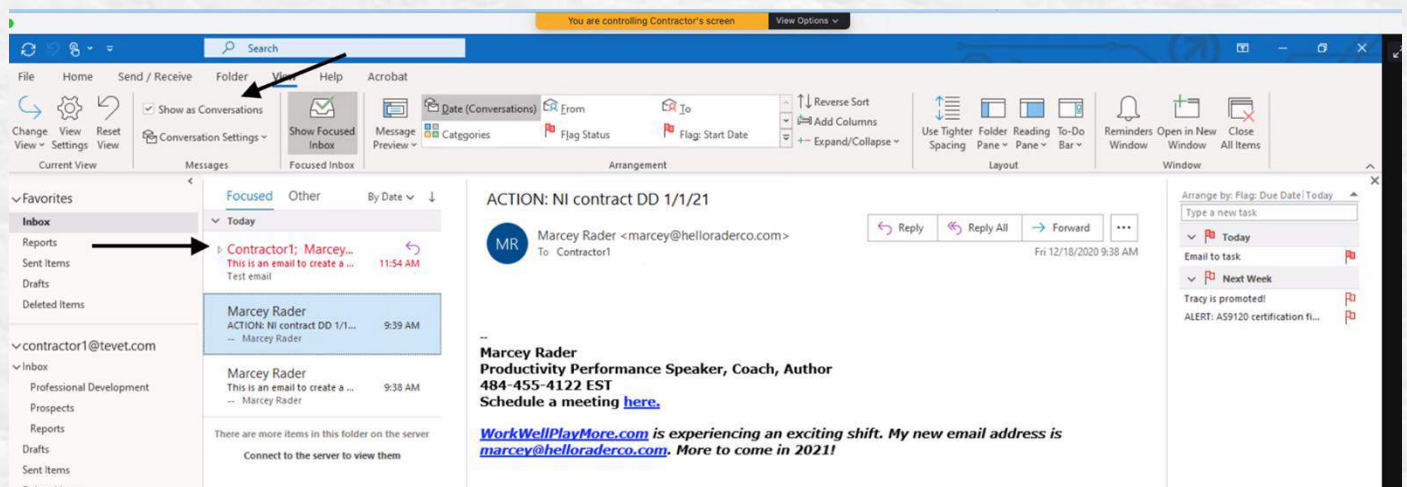 You are controlling Contractor's screen View Options
Search
File Home Send / Receive Folder View Help Acrobat
Change View View Settings Reset View
Current View
Show as Conversations
Conversation Settings
Messages
Show Focused Inbox
Focused Inbox
Message Preview
Date (Conversations) From To
Categories Flag Status Flag: Start Date
Reverse Sort
Add Columns
Expand/Collapse
Arrangement
Use Tighter Spacing Folder Pane Reading Pane To-Do Bar
Layout
Reminders Window Open in New Window Close All Items
Window
Favorites
Inbox
Reports
Sent Items
Drafts
Deleted Items
contractor1@tevet.com
Inbox
Professional Development
Prospects
Reports
Drafts
Sent Items
Focused Other By Date
Today
Contractor1; Marcey...
This is an email to create a ... 11:54 AM
Test email
Marcey Rader
ACTION: NI contract DD 1/1... 9:39 AM
-- Marcey Rader
Marcey Rader
This is an email to create a ... 9:38 AM
-- Marcey Rader
There are more items in this folder on the server
Connect to the server to view them
ACTION: NI contract DD 1/1/21
MR
Marcey Rader <marcey@helloraderco.com>
To Contractor1
Reply Reply All Forward ...
Fri 12/18/2020 9:38 AM
--
Marcey Rader
Productivity Performance Speaker, Coach, Author
484-455-4122 EST
Schedule a meeting here.
WorkWellPlayMore.com is experiencing an exciting shift. My new email address is
marcey@helloraderco.com. More to come in 2021!
Arrange by: Flag: Due Date Today
Type a new task
Today
Email to task
Next Week
Tracy is promoted!
ALERT: AS9120 certification fi...